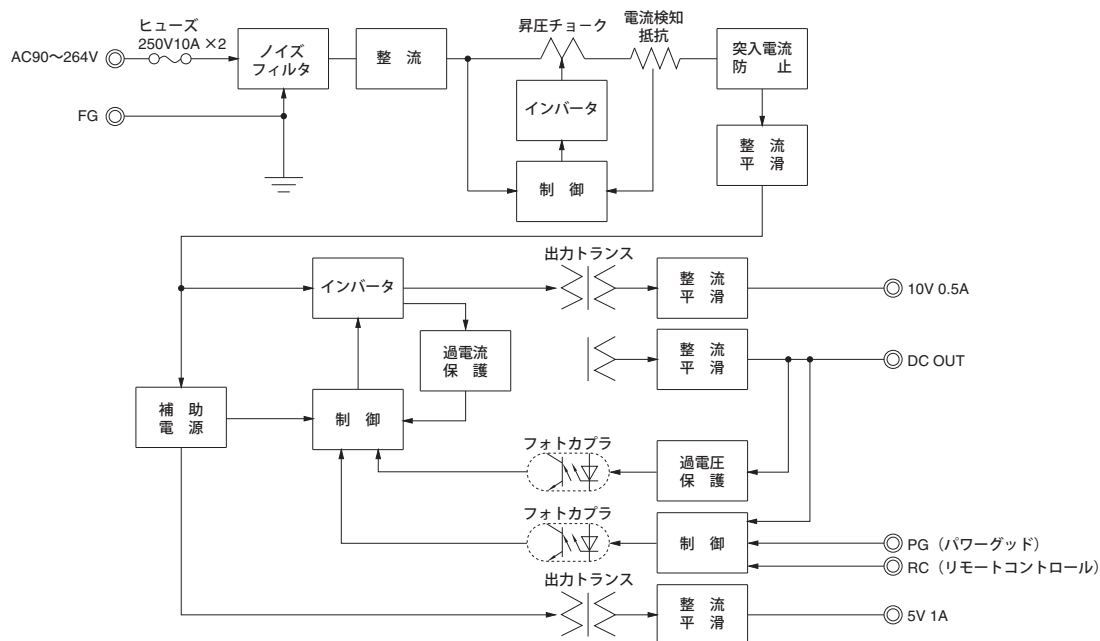 ヒューズ
250V10A ×2
AC90～264V
FG
ノイズ
フィルタ
整 流
昇圧チョーク
電流検知
抵抗
インバータ
制 御
突入電流
防 止
整 流
平 滑
インバータ
出力トランス
整 流
平 滑
10V 0.5A
過電流
保 護
整 流
平 滑
DC OUT
補 助
電 源
制 御
フォトカプラ
過電圧
保 護
フォトカプラ
制 御
PG（パワーグッド）
RC（リモートコントロール）
出力トランス
整 流
平 滑
5V 1A